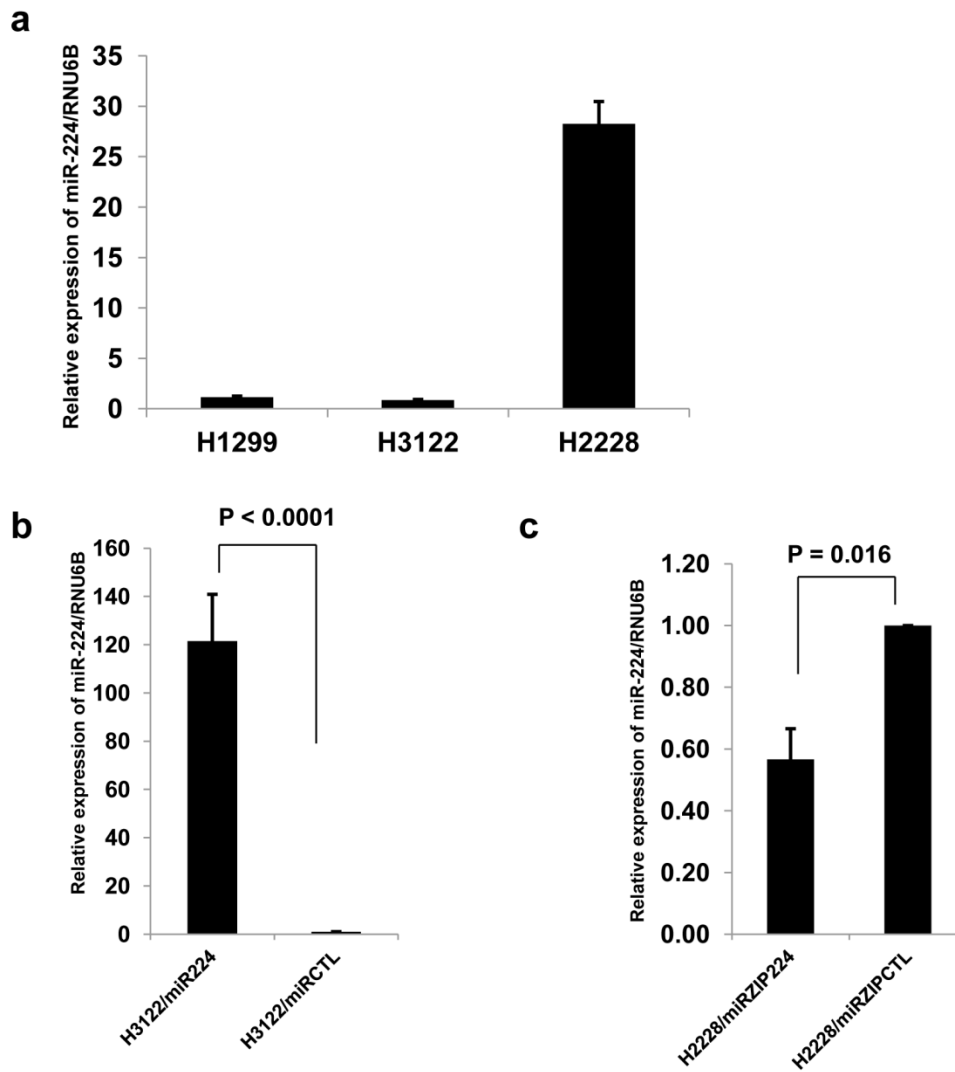 a
Relative expression of miR-224/RNU6B
35
30
25
20
15
10
5
0
H1299 H3122 H2228
b
P < 0.0001
Relative expression of miR-224/RNU6B
160
140
120
100
80
60
40
20
0
H3122/miR224
H3122/miRCTL
c
P = 0.016
Relative expression of miR-224/RNU6B
1.20
1.00
0.80
0.60
0.40
0.20
0.00
H2228/miRZIP224
H2228/miRZIPCTL